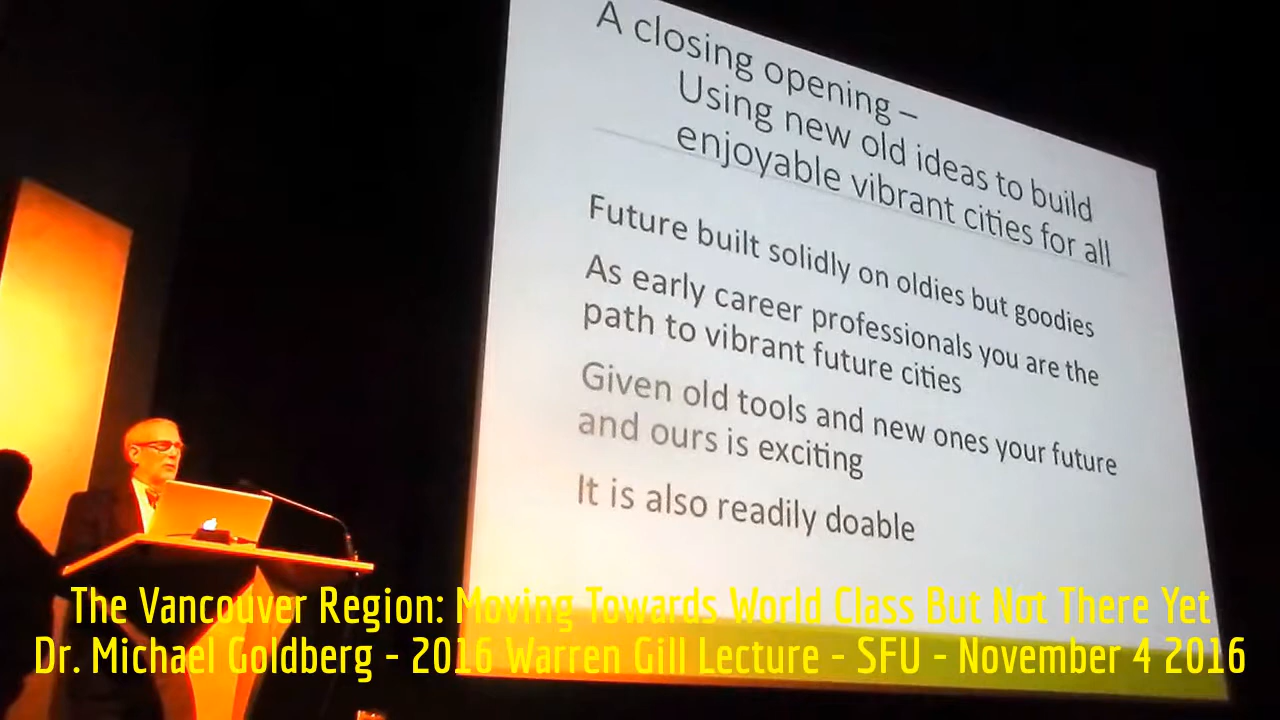 A closing opening –
Using new old ideas to build
enjoyable vibrant cities for all
Future built solidly on oldies but goodies
As early career professionals you are the
path to vibrant future cities
Given old tools and new ones your future
and ours is exciting
It is also readily doable
The Vancouver Region: Moving Towards World Class But Not There Yet
Dr. Michael Goldberg - 2016 Warren Gill Lecture - SFU - November 4 2016